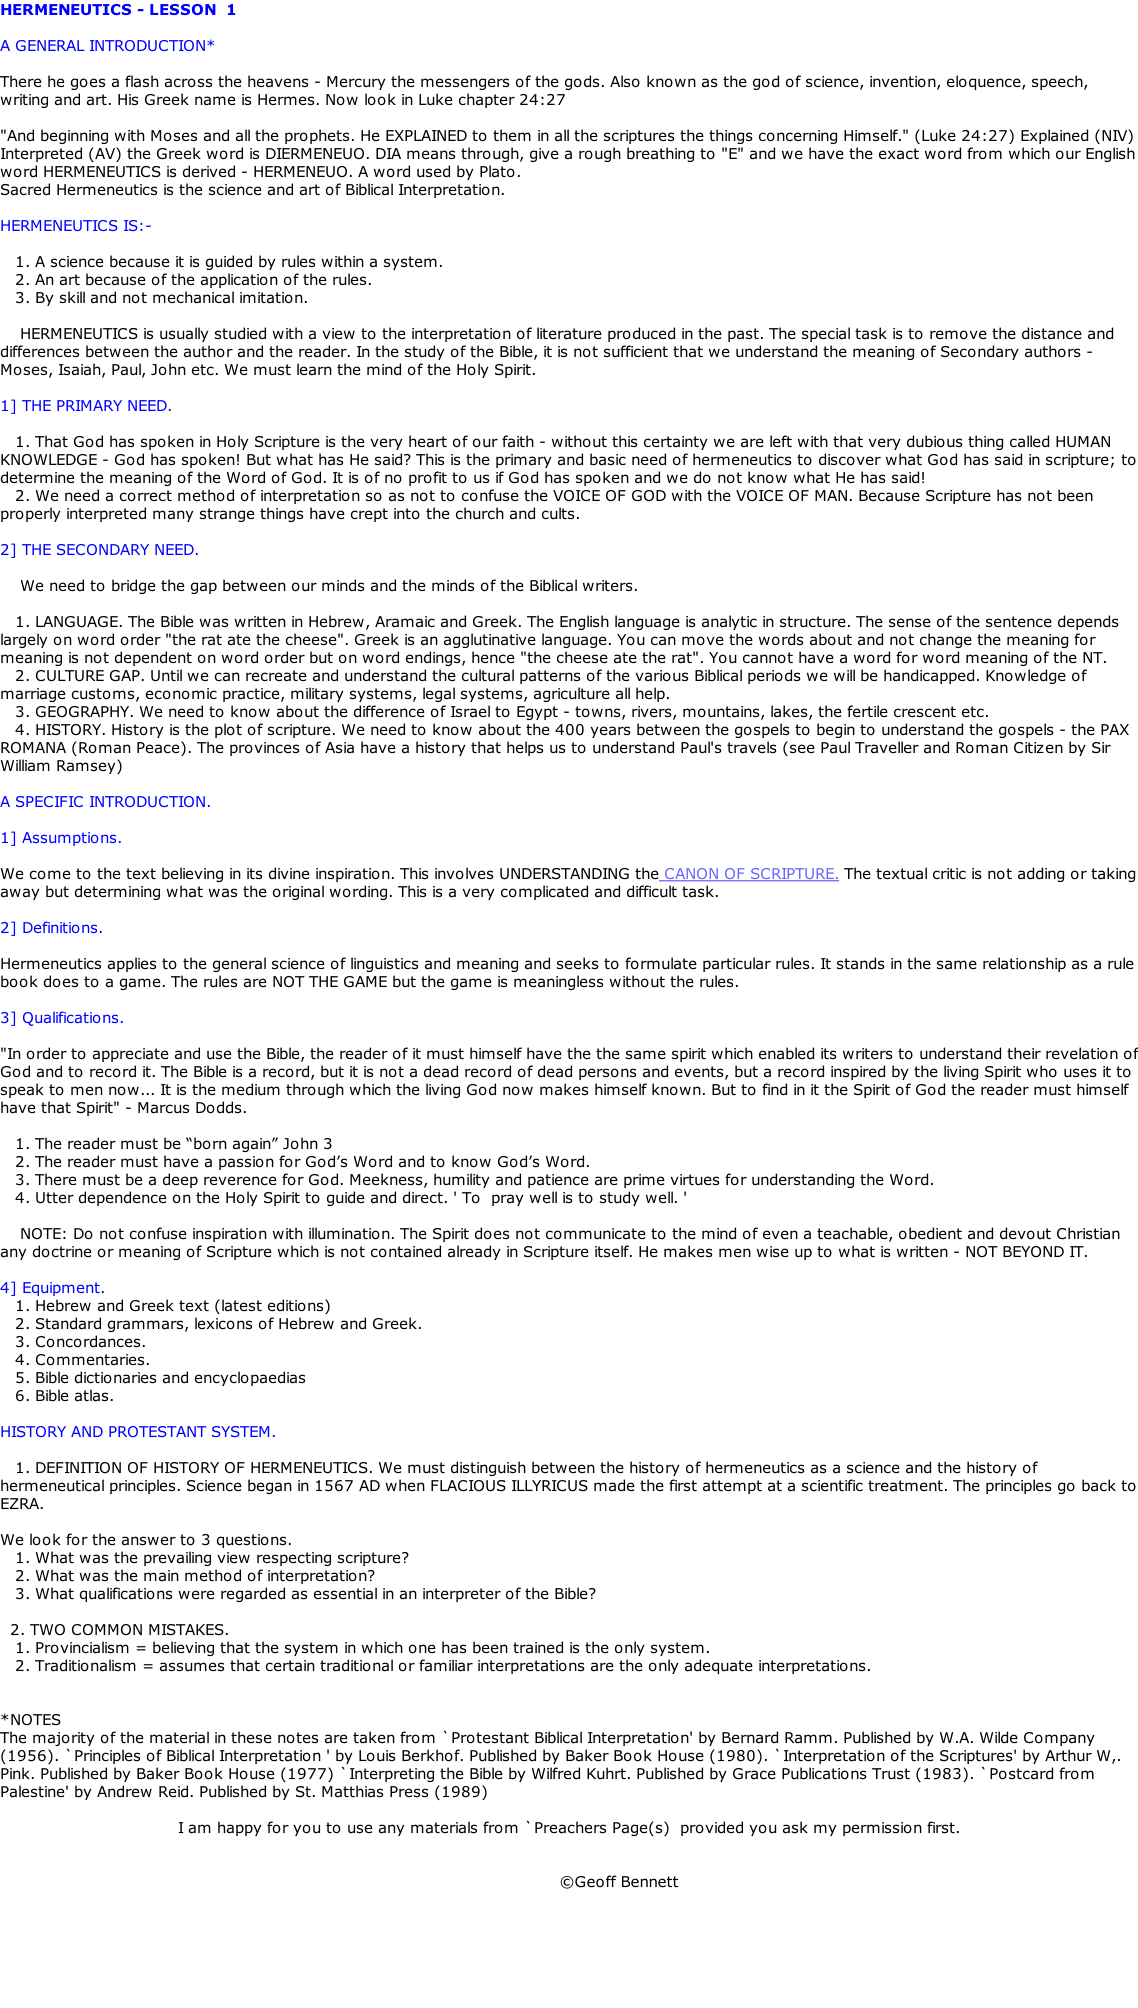 HERMENEUTICS - LESSON  1
A GENERAL INTRODUCTION*
There he goes a flash across the heavens - Mercury the messengers of the gods. Also known as the god of science, invention, eloquence, speech,
writing and art. His Greek name is Hermes. Now look in Luke chapter 24:27
"And beginning with Moses and all the prophets. He EXPLAINED to them in all the scriptures the things concerning Himself." (Luke 24:27) Explained (NIV)
Interpreted (AV) the Greek word is DIERMENEUO. DIA means through, give a rough breathing to "E" and we have the exact word from which our English
word HERMENEUTICS is derived - HERMENEUO. A word used by Plato.
Sacred Hermeneutics is the science and art of Biblical Interpretation.
HERMENEUTICS IS:-
1. A science because it is guided by rules within a system.
2. An art because of the application of the rules.
3. By skill and not mechanical imitation.
HERMENEUTICS is usually studied with a view to the interpretation of literature produced in the past. The special task is to remove the distance and
differences between the author and the reader. In the study of the Bible, it is not sufficient that we understand the meaning of Secondary authors -
Moses, Isaiah, Paul, John etc. We must learn the mind of the Holy Spirit.
1] THE PRIMARY NEED.
1. That God has spoken in Holy Scripture is the very heart of our faith - without this certainty we are left with that very dubious thing called HUMAN
KNOWLEDGE - God has spoken! But what has He said? This is the primary and basic need of hermeneutics to discover what God has said in scripture; to
determine the meaning of the Word of God. It is of no profit to us if God has spoken and we do not know what He has said!
2. We need a correct method of interpretation so as not to confuse the VOICE OF GOD with the VOICE OF MAN. Because Scripture has not been
properly interpreted many strange things have crept into the church and cults.
2] THE SECONDARY NEED.
We need to bridge the gap between our minds and the minds of the Biblical writers.
1. LANGUAGE. The Bible was written in Hebrew, Aramaic and Greek. The English language is analytic in structure. The sense of the sentence depends
largely on word order "the rat ate the cheese". Greek is an agglutinative language. You can move the words about and not change the meaning for
meaning is not dependent on word order but on word endings, hence "the cheese ate the rat". You cannot have a word for word meaning of the NT.
2. CULTURE GAP. Until we can recreate and understand the cultural patterns of the various Biblical periods we will be handicapped. Knowledge of
marriage customs, economic practice, military systems, legal systems, agriculture all help.
3. GEOGRAPHY. We need to know about the difference of Israel to Egypt - towns, rivers, mountains, lakes, the fertile crescent etc.
4. HISTORY. History is the plot of scripture. We need to know about the 400 years between the gospels to begin to understand the gospels - the PAX
ROMANA (Roman Peace). The provinces of Asia have a history that helps us to understand Paul's travels (see Paul Traveller and Roman Citizen by Sir
William Ramsey)
A SPECIFIC INTRODUCTION.
1] Assumptions.
We come to the text believing in its divine inspiration. This involves UNDERSTANDING the CANON OF SCRIPTURE. The textual critic is not adding or taking
away but determining what was the original wording. This is a very complicated and difficult task.
2] Definitions.
Hermeneutics applies to the general science of linguistics and meaning and seeks to formulate particular rules. It stands in the same relationship as a rule
book does to a game. The rules are NOT THE GAME but the game is meaningless without the rules.
3] Qualifications.
"In order to appreciate and use the Bible, the reader of it must himself have the the same spirit which enabled its writers to understand their revelation of
God and to record it. The Bible is a record, but it is not a dead record of dead persons and events, but a record inspired by the living Spirit who uses it to
speak to men now... It is the medium through which the living God now makes himself known. But to find in it the Spirit of God the reader must himself
have that Spirit" - Marcus Dodds.
1. The reader must be “born again” John 3
2. The reader must have a passion for God’s Word and to know God’s Word.
3. There must be a deep reverence for God. Meekness, humility and patience are prime virtues for understanding the Word.
4. Utter dependence on the Holy Spirit to guide and direct. ' To  pray well is to study well. '
NOTE: Do not confuse inspiration with illumination. The Spirit does not communicate to the mind of even a teachable, obedient and devout Christian
any doctrine or meaning of Scripture which is not contained already in Scripture itself. He makes men wise up to what is written - NOT BEYOND IT.
4] Equipment.
1. Hebrew and Greek text (latest editions)
2. Standard grammars, lexicons of Hebrew and Greek.
3. Concordances.
4. Commentaries.
5. Bible dictionaries and encyclopaedias
6. Bible atlas.
HISTORY AND PROTESTANT SYSTEM.
1. DEFINITION OF HISTORY OF HERMENEUTICS. We must distinguish between the history of hermeneutics as a science and the history of
hermeneutical principles. Science began in 1567 AD when FLACIOUS ILLYRICUS made the first attempt at a scientific treatment. The principles go back to
EZRA.
We look for the answer to 3 questions.
1. What was the prevailing view respecting scripture?
2. What was the main method of interpretation?
3. What qualifications were regarded as essential in an interpreter of the Bible?
2. TWO COMMON MISTAKES.
1. Provincialism = believing that the system in which one has been trained is the only system.
2. Traditionalism = assumes that certain traditional or familiar interpretations are the only adequate interpretations.
*NOTES
The majority of the material in these notes are taken from `Protestant Biblical Interpretation' by Bernard Ramm. Published by W.A. Wilde Company
(1956). `Principles of Biblical Interpretation ' by Louis Berkhof. Published by Baker Book House (1980). `Interpretation of the Scriptures' by Arthur W,.
Pink. Published by Baker Book House (1977) `Interpreting the Bible by Wilfred Kuhrt. Published by Grace Publications Trust (1983). `Postcard from
Palestine' by Andrew Reid. Published by St. Matthias Press (1989)
I am happy for you to use any materials from `Preachers Page(s)  provided you ask my permission first.
©Geoff Bennett